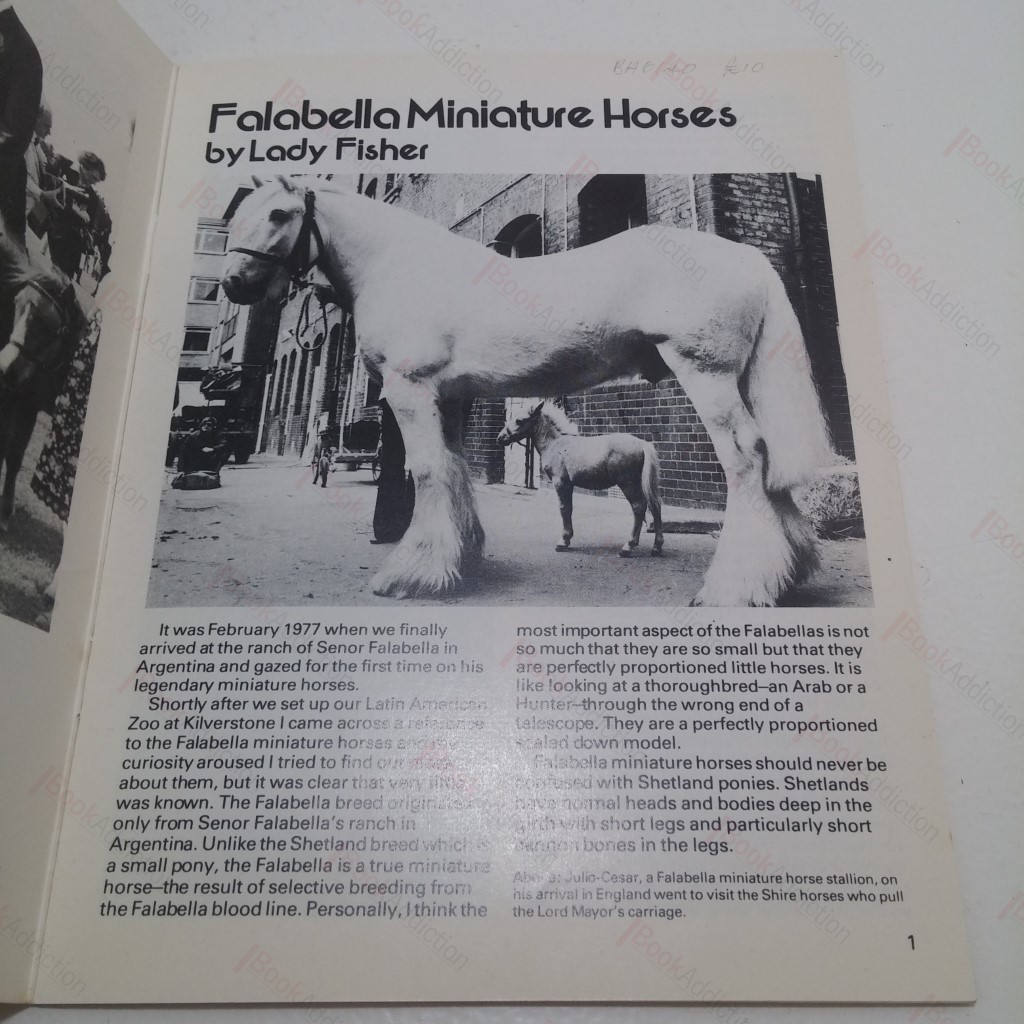 £10
Falabella Miniature Horses
by Lady Fisher
It was February 1977 when we finally
arrived at the ranch of Senor Falabella in
Argentina and gazed for the first time on his
legendary miniature horses.
Shortly after we set up our Latin American
Zoo at Kilverstone I came across a reference
to the Falabella miniature horses and my
curiosity aroused I tried to find out
about them, but it was clear that very little
was known. The Falabella breed originates
only from Senor Falabella's ranch in
Argentina. Unlike the Shetland breed which is
a small pony, the Falabella is a true miniature
horse—the result of selective breeding from
the Falabella blood line. Personally, I think the
most important aspect of the Falabellas is not
so much that they are so small but that they
are perfectly proportioned little horses. It is
like looking at a thoroughbred—an Arab or a
Hunter—through the wrong end of a
telescope. They are a perfectly proportioned
scaled down model.
Falabella miniature horses should never be
confused with Shetland ponies. Shetlands
have normal heads and bodies deep in the
girth with short legs and particularly short
cannon bones in the legs.
Above: Julio-Cesar, a Falabella miniature horse stallion, on
his arrival in England went to visit the Shire horses who pull
the Lord Mayor's carriage.
1
BookAddiction